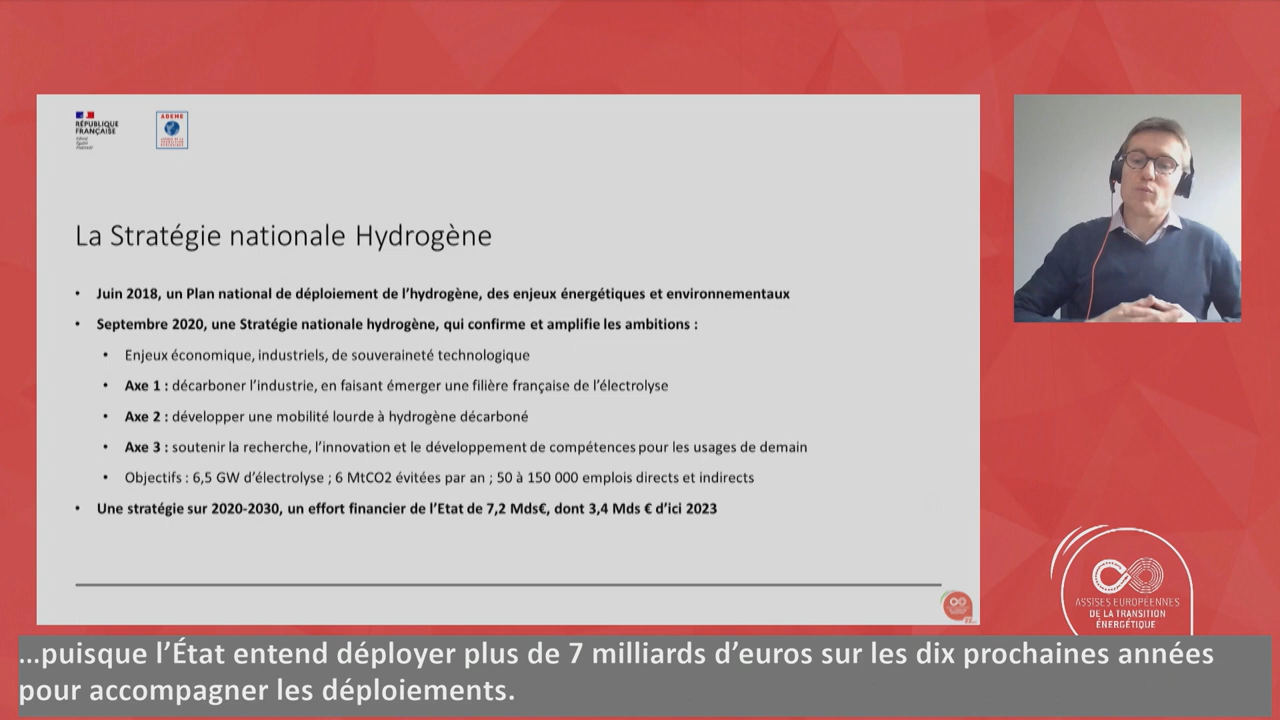 RÉPUBLIQUE
FRANÇAISE
ADEME
La Stratégie nationale Hydrogène
• Juin 2018, un Plan national de déploiement de l'hydrogène, des enjeux énergétiques et environnementaux
• Septembre 2020, une Stratégie nationale hydrogène, qui confirme et amplifie les ambitions :
• Enjeux économique, industriels, de souveraineté technologique
• Axe 1 : décarboner l'industrie, en faisant émerger une filière française de l'électrolyse
• Axe 2 : développer une mobilité lourde à hydrogène décarboné
• Axe 3 : soutenir la recherche, l'innovation et le développement de compétences pour les usages de demain
• Objectifs : 6,5 GW d'électrolyse ; 6 MtCO2 évitées par an ; 50 à 150 000 emplois directs et indirects
• Une stratégie sur 2020-2030, un effort financier de l'Etat de 7,2 Mds€, dont 3,4 Mds € d'ici 2023
ASSISES EUROPÉENNES
DE LA TRANSITION
ÉNERGÉTIQUE
...puisque l'État entend déployer plus de 7 milliards d'euros sur les dix prochaines années
pour accompagner les déploiements.